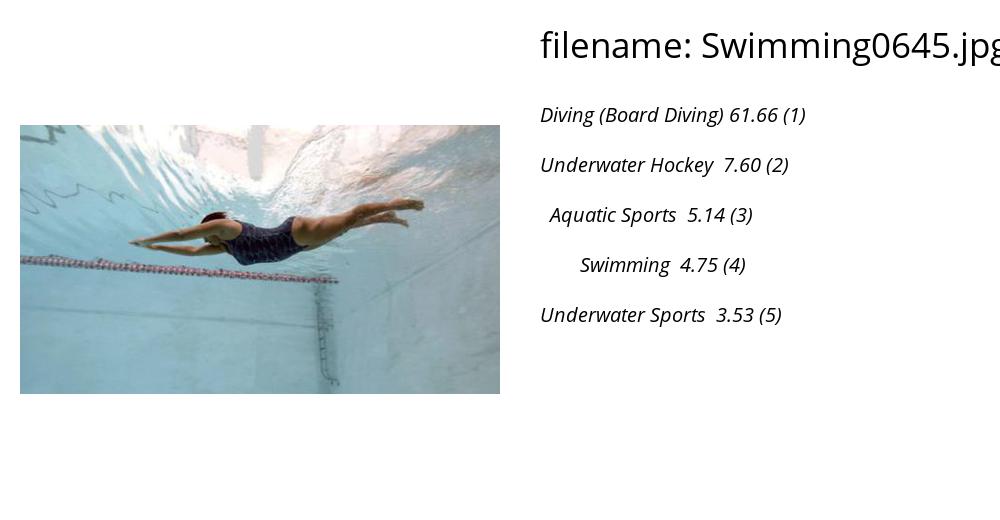 filename: Swimming0645.jpg
Diving (Board Diving) 61.66 (1)
Underwater Hockey 7.60 (2)
Aquatic Sports 5.14 (3)
Swimming 4.75 (4)
Underwater Sports 3.53 (5)